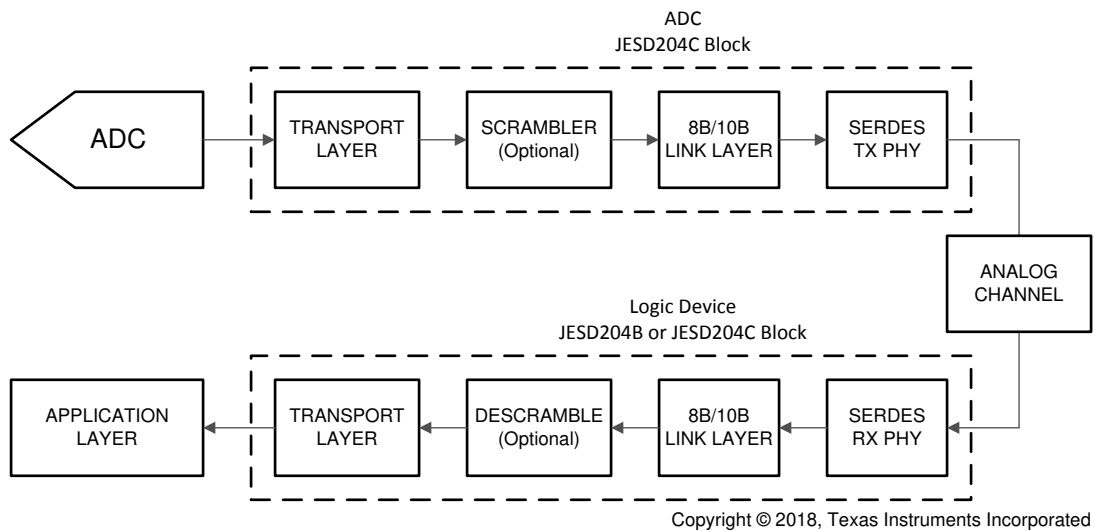 ADC
JESD204C Block
ADC
TRANSPORT
LAYER
SCRAMBLER
(Optional)
8B/10B
LINK LAYER
SERDES
TX PHY
ANALOG
CHANNEL
Logic Device
JESD204B or JESD204C Block
APPLICATION
LAYER
TRANSPORT
LAYER
DESCRAMBLE
(Optional)
8B/10B
LINK LAYER
SERDES
RX PHY
Copyright © 2018, Texas Instruments Incorporated